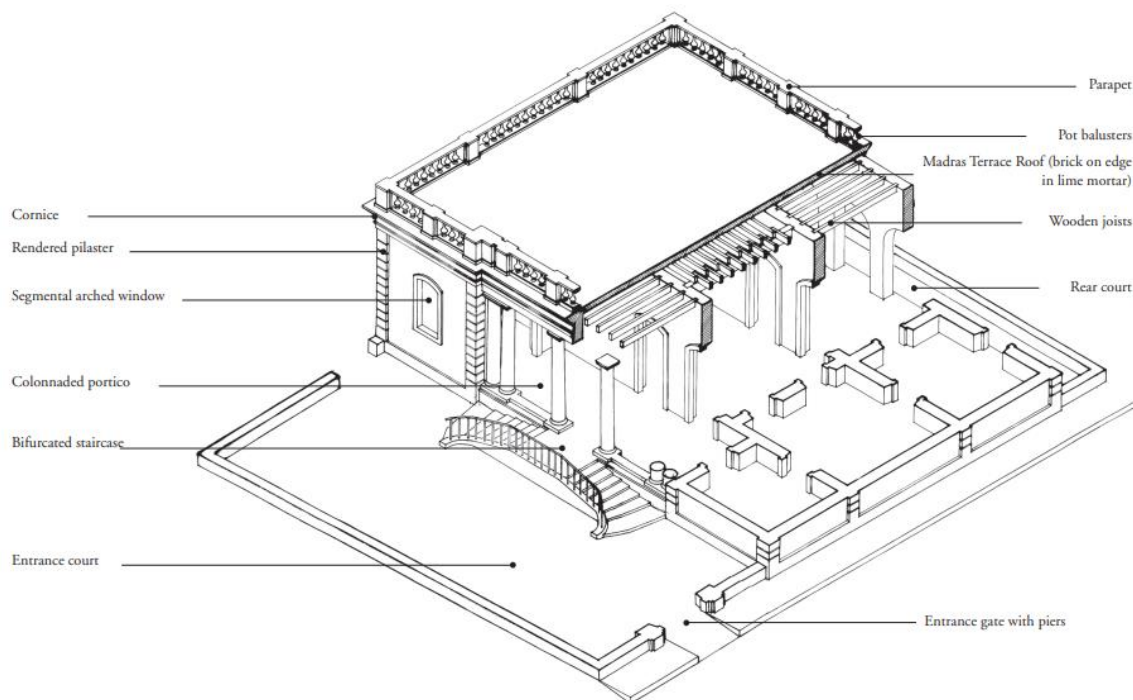 Parapet
Pot balusters
Madras Terrace Roof (brick on edge
in lime mortar)
Cornice
Wooden joists
Rendered pilaster
Rear court
Segmental arched window
Colonnaded portico
Bifurcated staircase
Entrance court
Entrance gate with piers